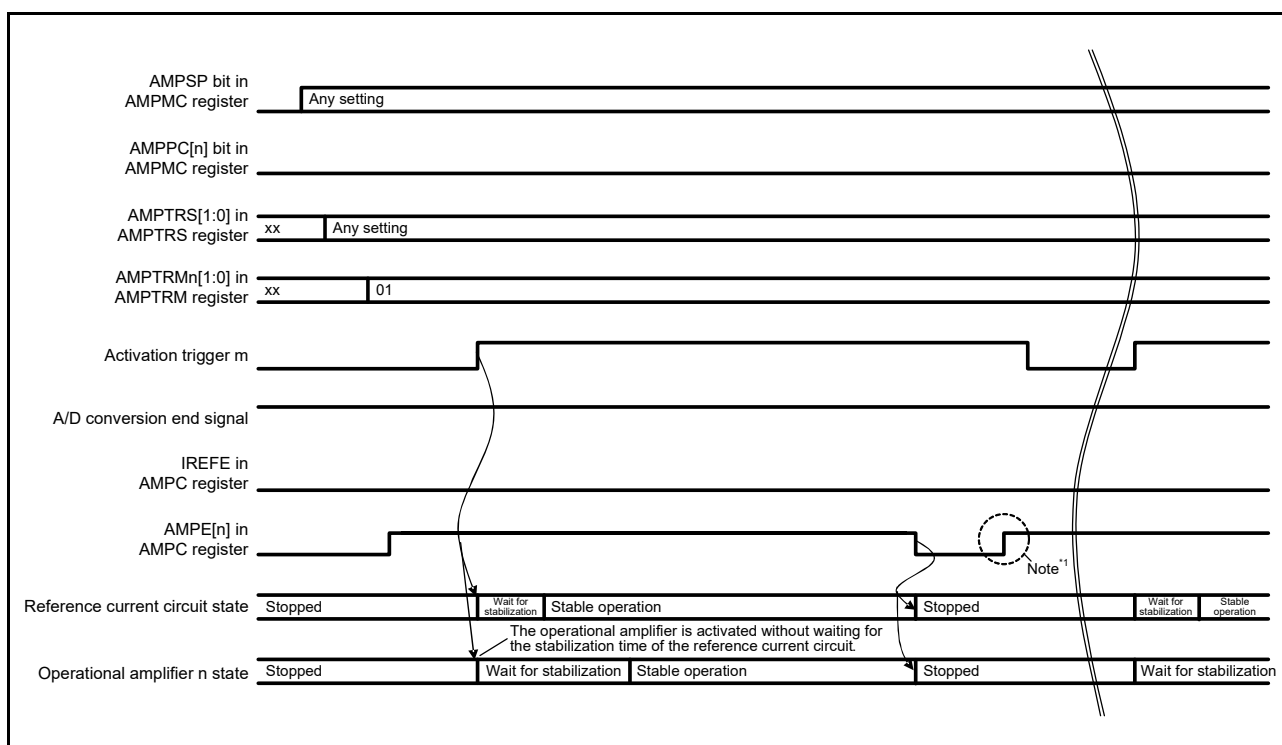 AMPSP bit in
AMPMC register
Any setting
AMPPC[n] bit in
AMPMC register
AMPTRS[1:0] in
AMPTRS register
xx
Any setting
AMPTRMn[1:0] in
AMPTRM register
xx
01
Activation trigger m
A/D conversion end signal
IREFE in
AMPC register
AMPE[n] in
AMPC register
Note*1
Reference current circuit state
Stopped
Wait for
stabilization
Stable operation
Stopped
Wait for
stabilization
Stable
operation
The operational amplifier is activated without waiting for
the stabilization time of the reference current circuit.
Operational amplifier n state
Stopped
Wait for stabilization
Stable operation
Stopped
Wait for stabilization